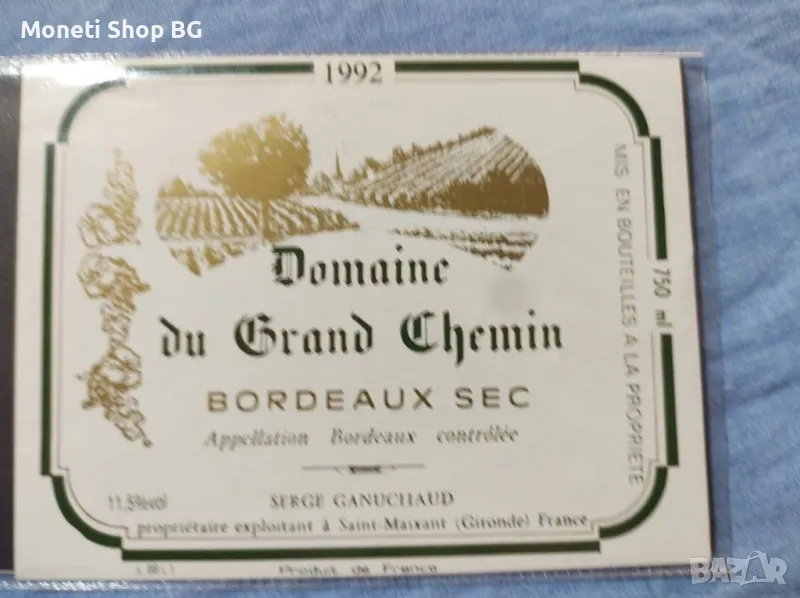 Moneti Shop BG
1992
Domaine
du Grand Chemin
BORDEAUX SEC
Appellation Bordeaux contrôlée
11,5%vol
SERGE GANUCHAUD
propriétaire exploitant à Saint-Maixant (Gironde) France
Produit de France
MIS EN BOUTEILLES A LA PROPRIETE
750 ml
BAZAR